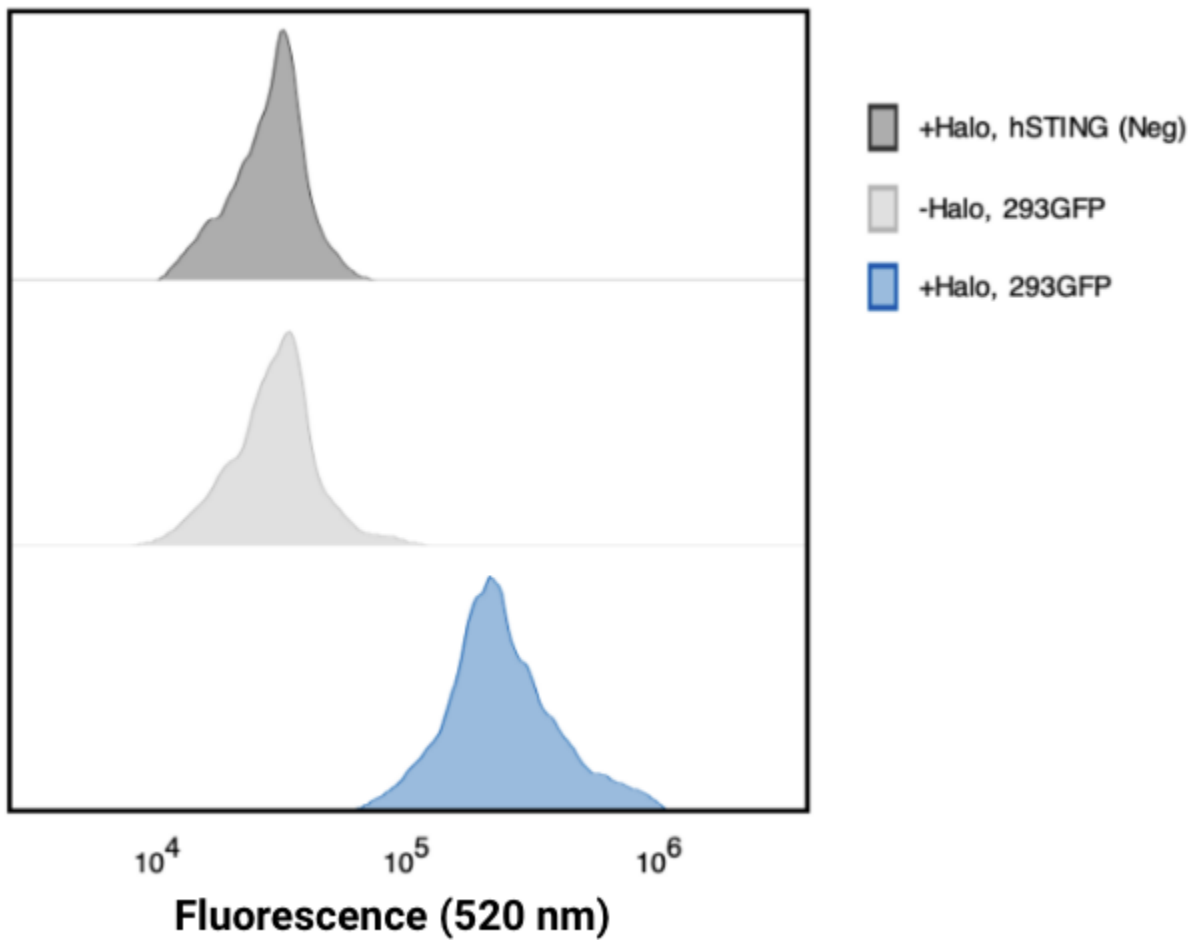 +Halo, hSTING (Neg)
-Halo, 293GFP
+Halo, 293GFP
10^4 10^5 10^6
Fluorescence (520 nm)